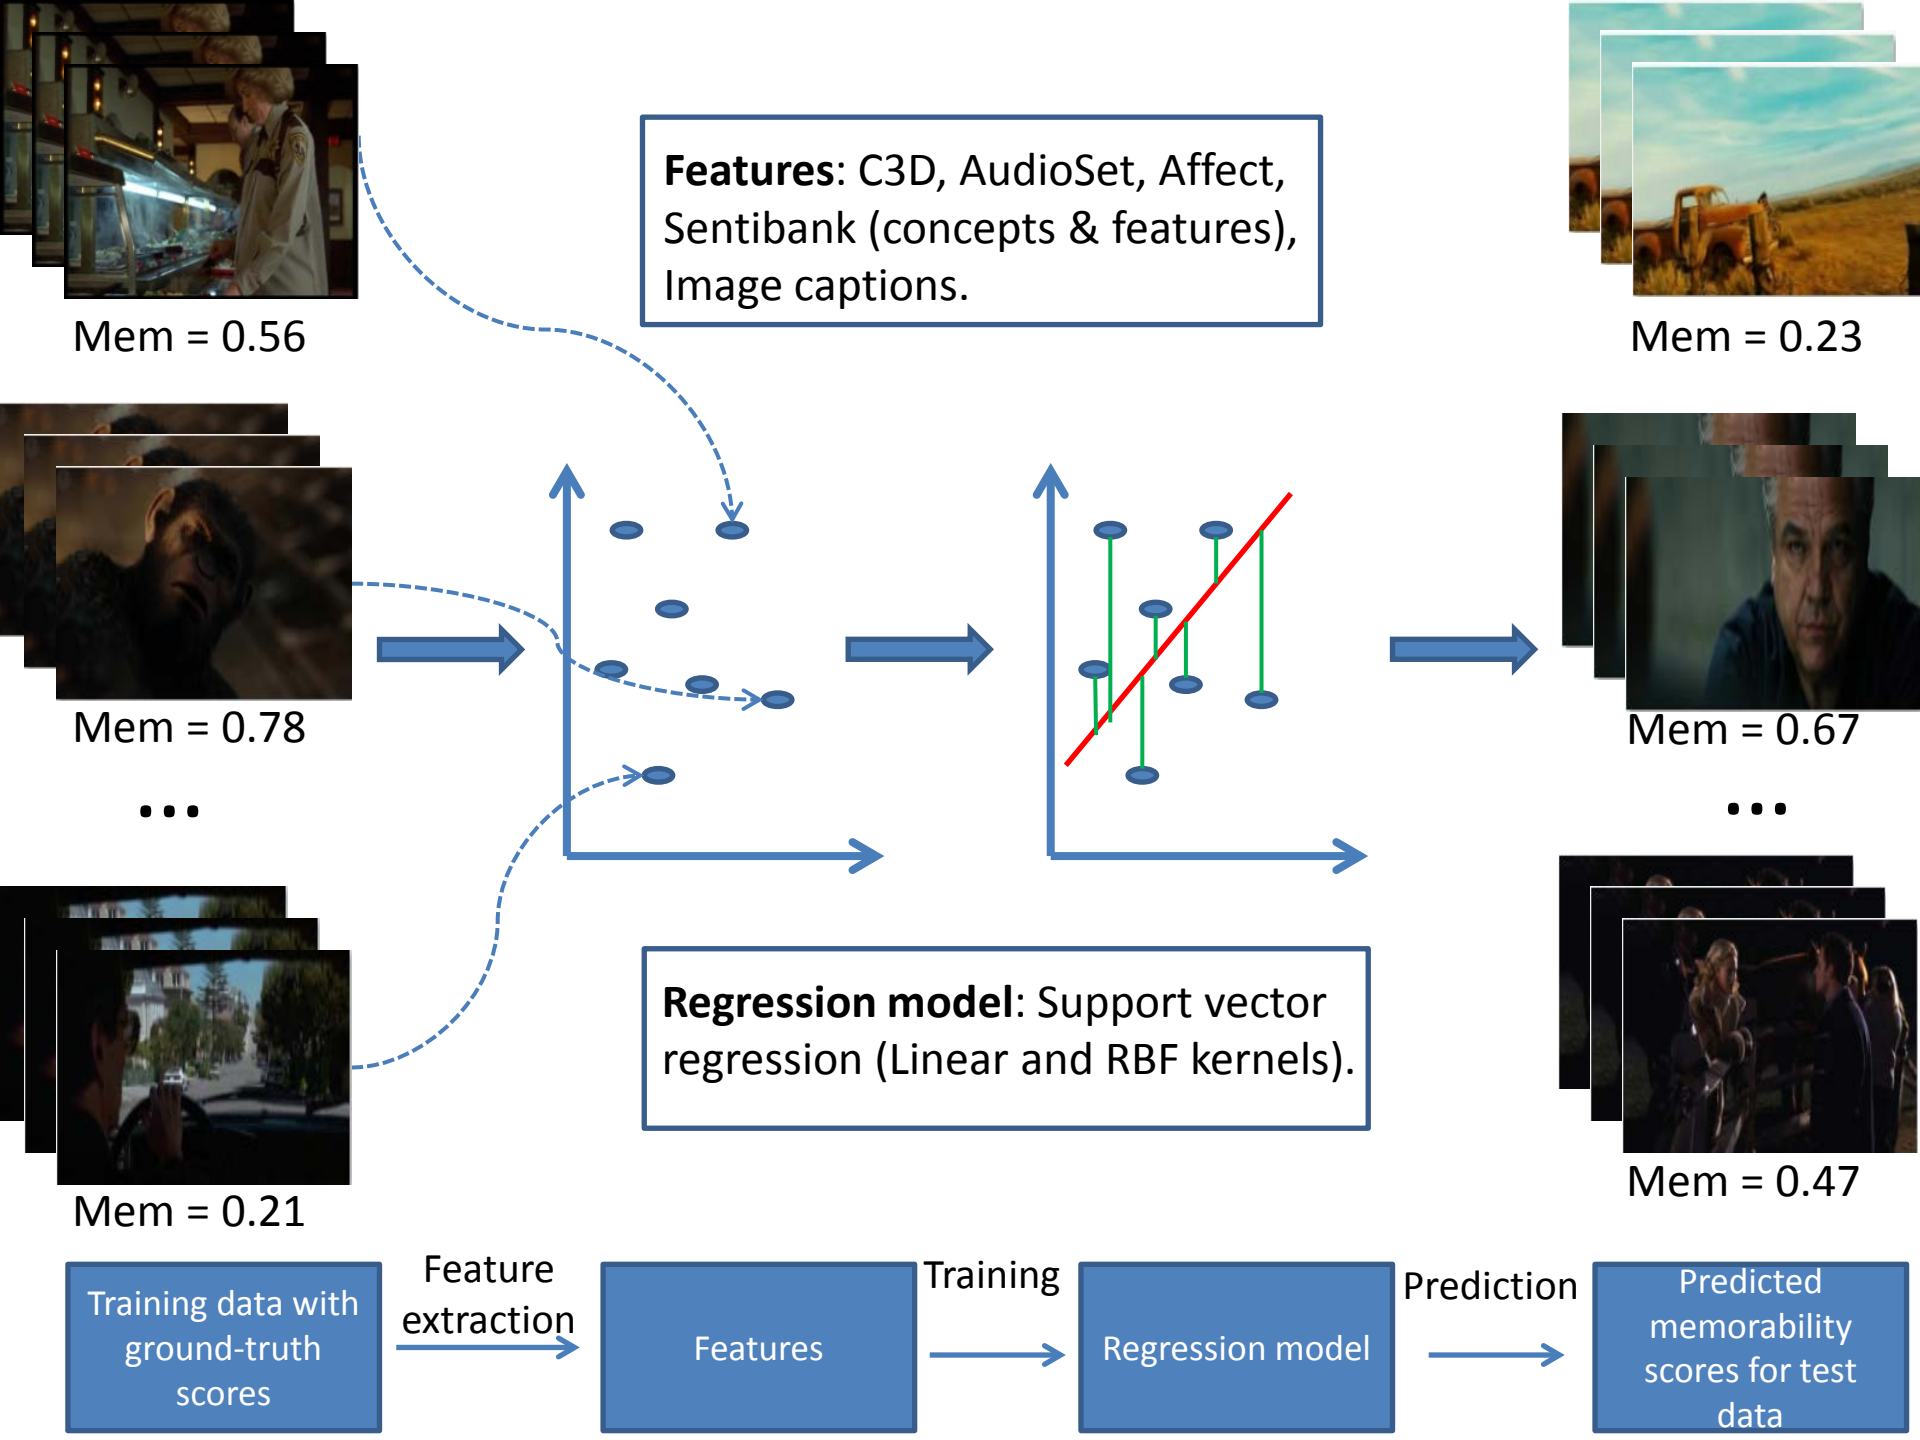 Features: C3D, AudioSet, Affect,
Sentibank (concepts & features),
Image captions.
Mem = 0.56
Mem = 0.23
Mem = 0.78
Mem = 0.67
...
...
Regression model: Support vector
regression (Linear and RBF kernels).
Mem = 0.21
Mem = 0.47
Training data with
ground-truth
scores
Feature
extraction
Features
Training
Regression model
Prediction
Predicted
memorability
scores for test
data